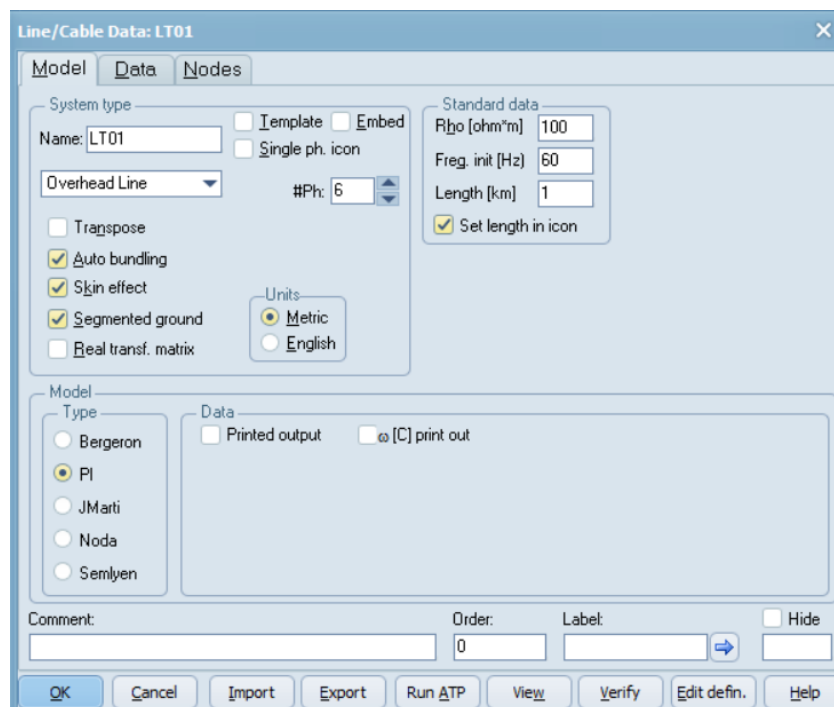 Line/Cable Data: LT01
Model Data Nodes
System type
Name: LT01
Template Embed
Single ph. icon
Overhead Line
#Ph: 6
Transpose
Auto bundling
Skin effect
Segmented ground
Real transf. matrix
Units
Metric
English
Standard data
Rho [ohm*m] 100
Freq. init [Hz] 60
Length [km] 1
Set length in icon
Model
Type
Bergeron
PI
JMarti
Noda
Semlyen
Data
Printed output ω [C] print out
Comment: Order: Label: Hide
0
OK Cancel Import Export Run ATP View Verify Edit defin. Help